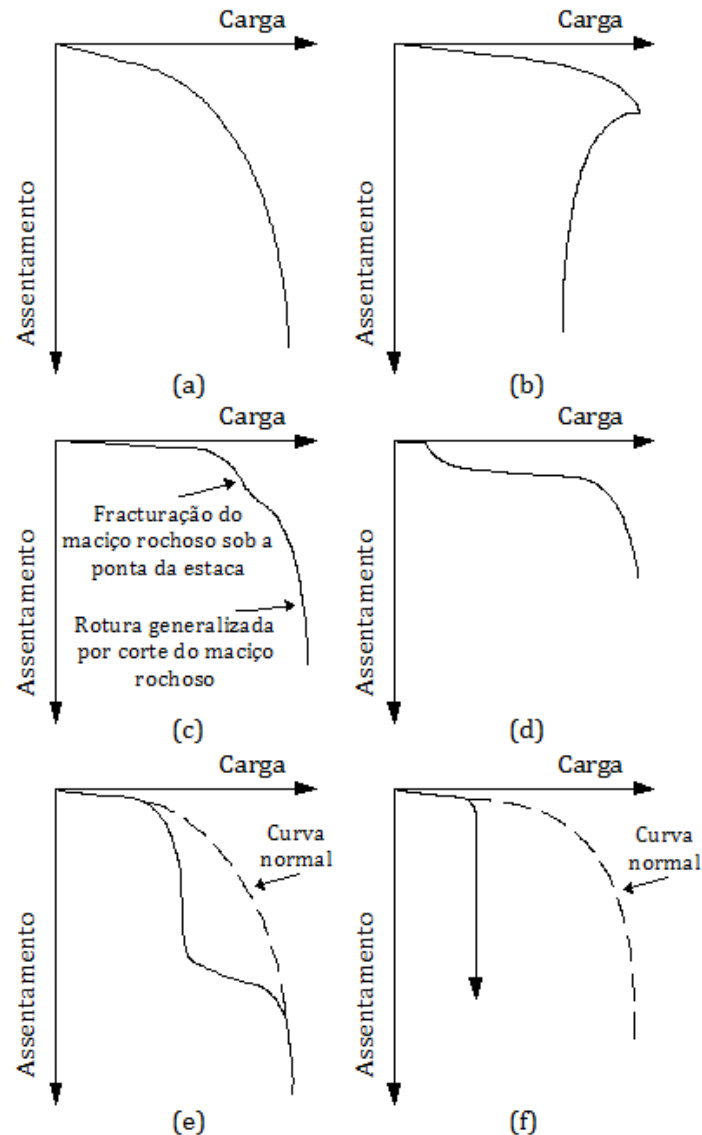 Carga
Assentamento
(a)
Carga
Assentamento
(b)
Carga
Assentamento
Fracturação do
maciço rochoso sob a
ponta da estaca
Rotura generalizada
por corte do maciço
rochoso
(c)
Carga
Assentamento
(d)
Carga
Assentamento
Curva
normal
(e)
Carga
Assentamento
Curva
normal
(f)